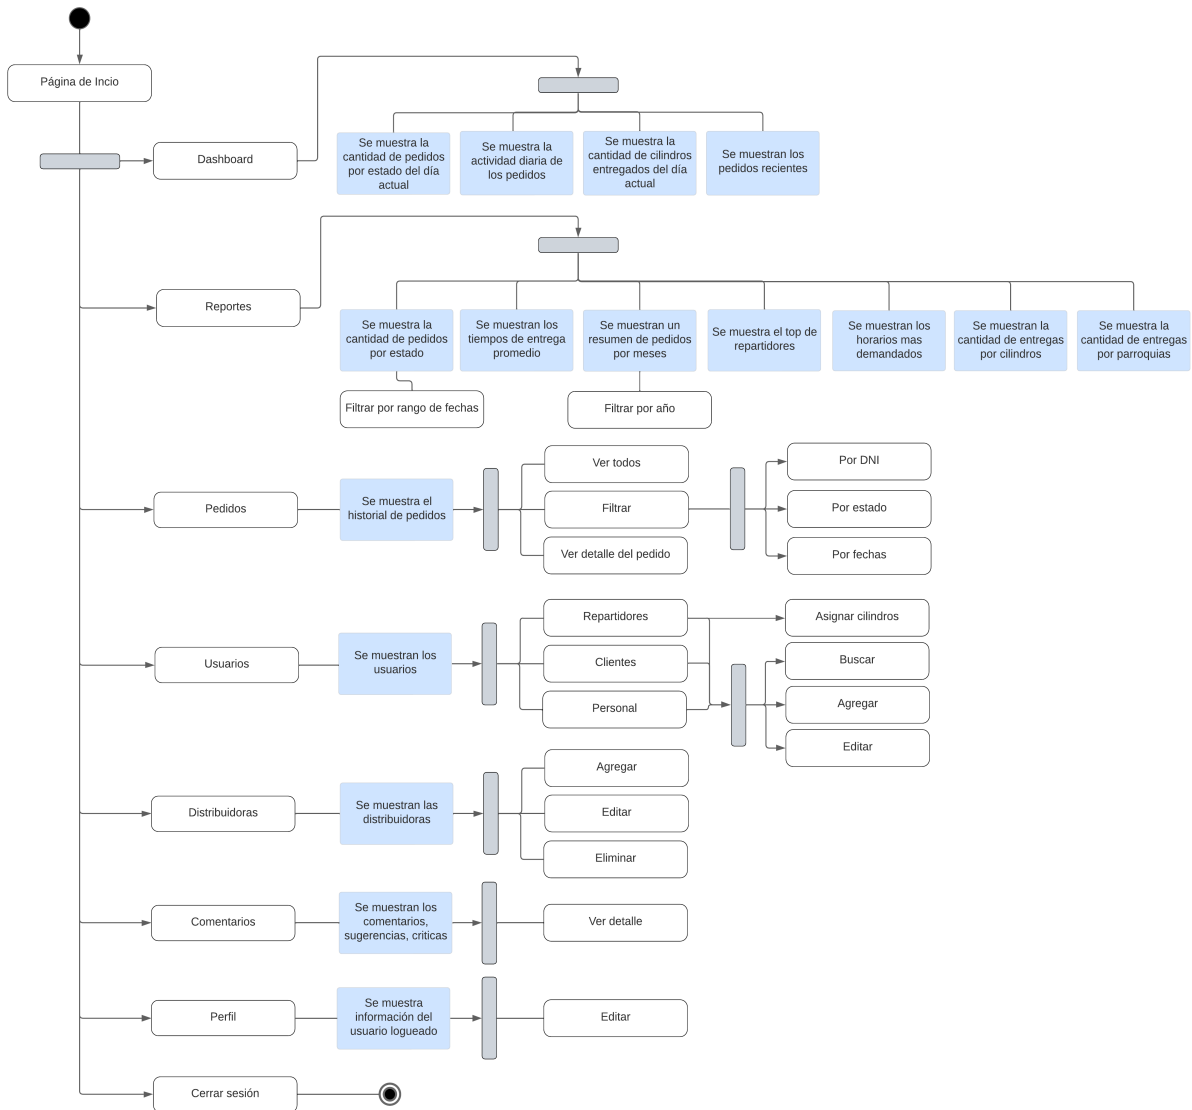 Página de Incio
Dashboard
Se muestra la
cantidad de pedidos
por estado del día
actual
Se muestra la
actividad diaria de
los pedidos
Se muestra la
cantidad de cilindros
entregados del día
actual
Se muestran los
pedidos recientes
Reportes
Se muestra la
cantidad de pedidos
por estado
Se muestran los
tiempos de entrega
promedio
Se muestran un
resumen de pedidos
por meses
Se muestra el top de
repartidores
Se muestran los
horarios mas
demandados
Se muestran la
cantidad de entregas
por cilindros
Se muestra la
cantidad de entregas
por parroquias
Filtrar por rango de fechas
Filtrar por año
Pedidos
Se muestra el
historial de pedidos
Ver todos
Filtrar
Ver detalle del pedido
Por DNI
Por estado
Por fechas
Usuarios
Se muestran los
usuarios
Repartidores
Clientes
Personal
Asignar cilindros
Buscar
Agregar
Editar
Distribuidoras
Se muestran las
distribuidoras
Agregar
Editar
Eliminar
Comentarios
Se muestran los
comentarios,
sugerencias, criticas
Ver detalle
Perfil
Se muestra
información del
usuario logueado
Editar
Cerrar sesión